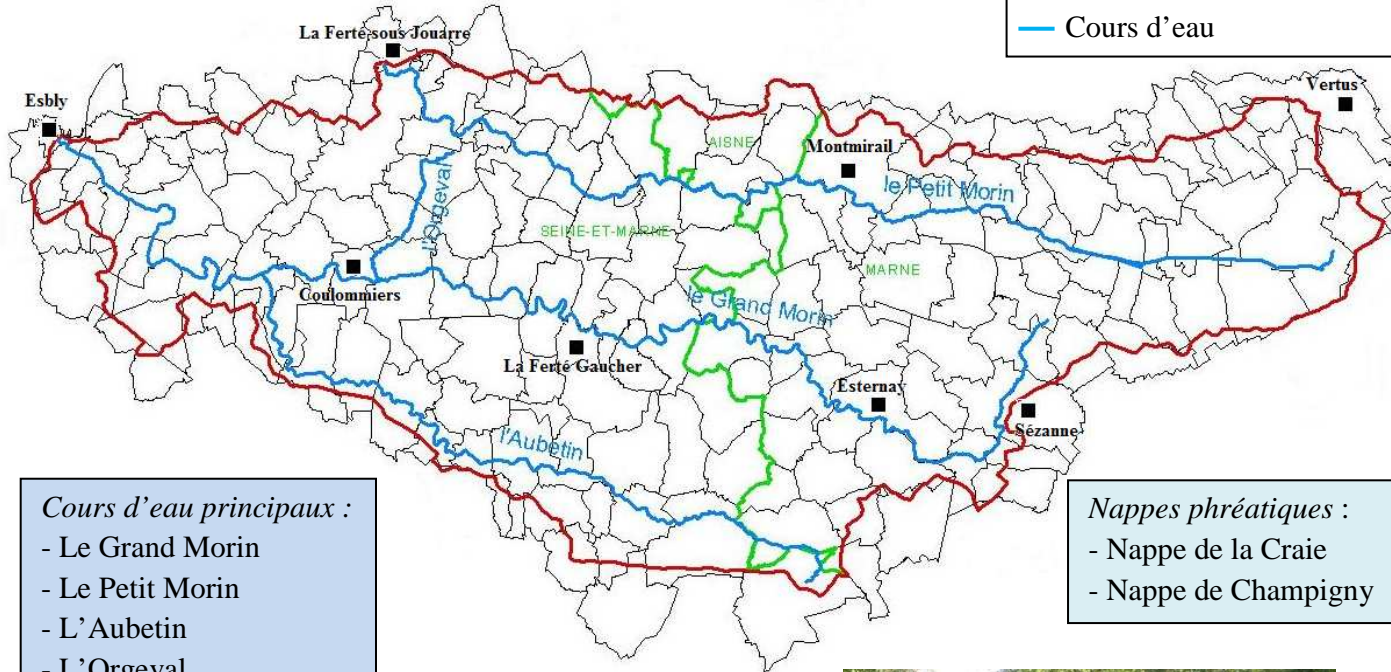 Cours d'eau
La Ferté sous Jouarre
Esbly
Vertus
AISNE
Montmirail
le Petit Morin
l'Orgeval
SEINE-ET-MARNE
MARNE
Coulommiers
le Grand Morin
La Ferté Gaucher
Esternay
Sézanne
l'Aubetin
Cours d'eau principaux :
- Le Grand Morin
- Le Petit Morin
- L'Aubetin
- L'Orgeval
Nappes phréatiques :
- Nappe de la Craie
- Nappe de Champigny